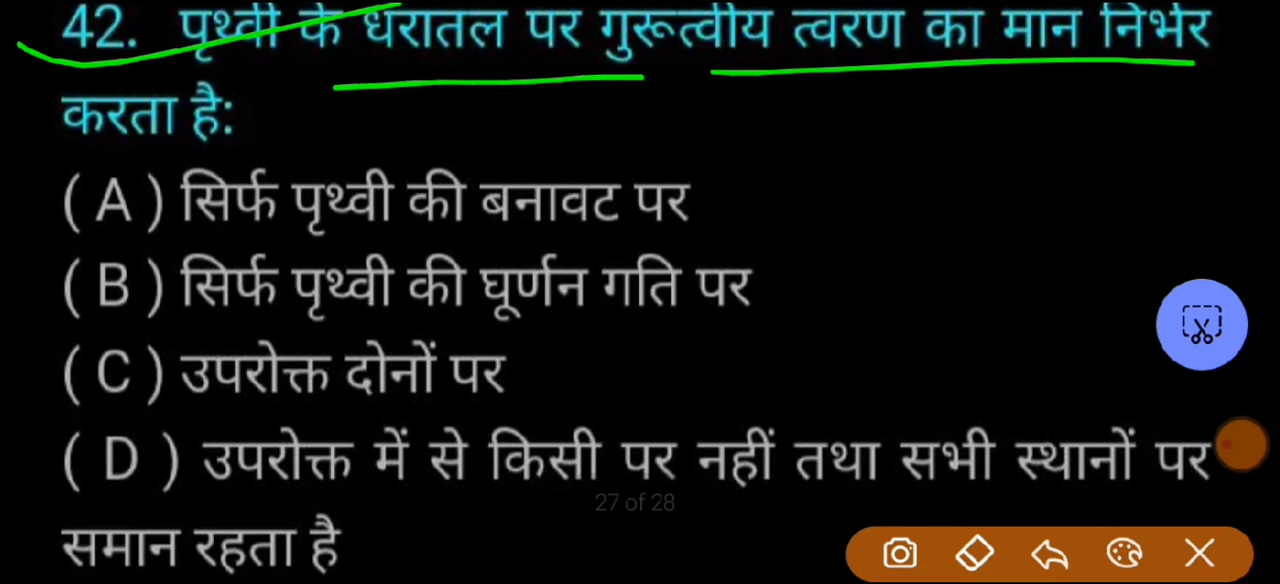 42. पृथ्वी के धरातल पर गुरूत्वीय त्वरण का मान निर्भर
करता है:
( A ) सिर्फ पृथ्वी की बनावट पर
( B ) सिर्फ पृथ्वी की घूर्णन गति पर
( C ) उपरोक्त दोनों पर
( D ) उपरोक्त में से किसी पर नहीं तथा सभी स्थानों पर
27 of 28
समान रहता है